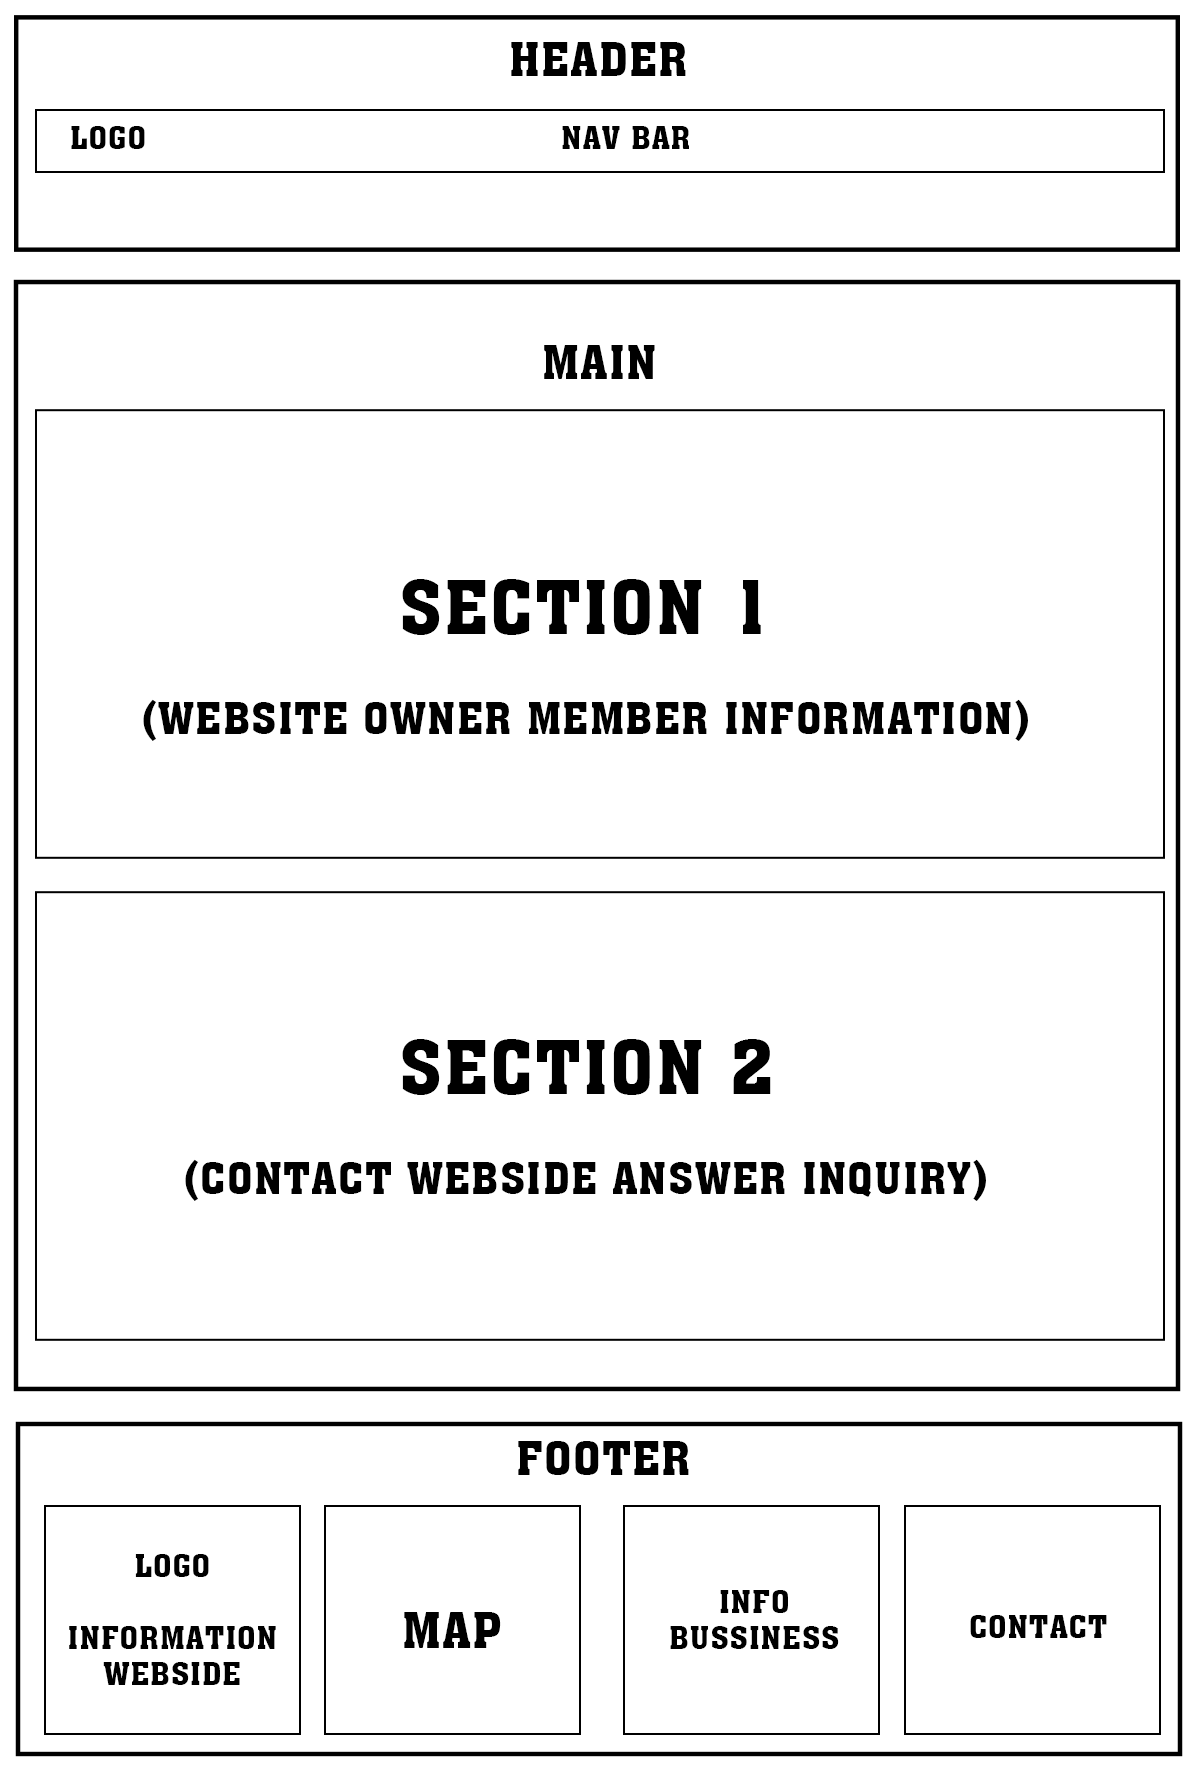 HEADER
LOGO NAV BAR
MAIN
SECTION 1
(WEBSITE OWNER MEMBER INFORMATION)
SECTION 2
(CONTACT WEBSIDE ANSWER INQUIRY)
FOOTER
LOGO
INFORMATION
WEBSIDE
MAP
INFO
BUSSINESS
CONTACT